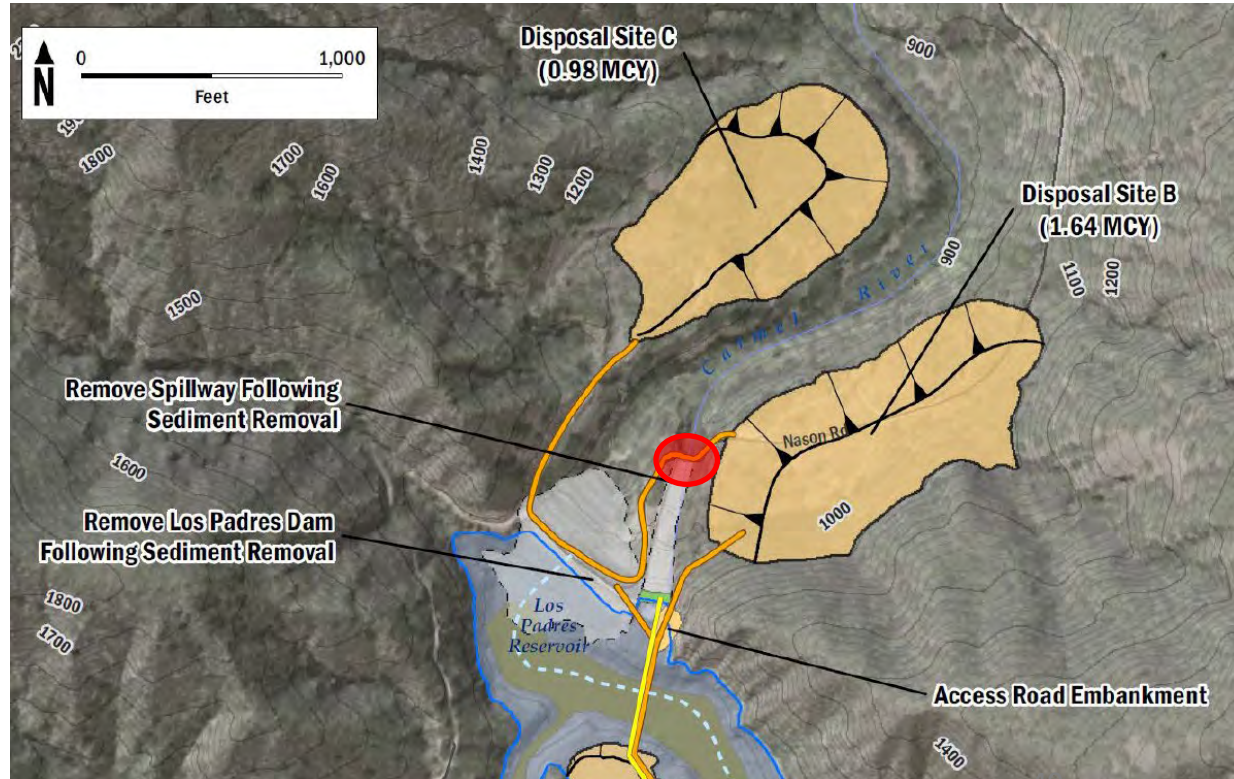 0 1,000
N
Feet
Disposal Site C
(0.98 MCY)
900
1800
1700
1600
1400
1300
1200
Disposal Site B
(1.64 MCY)
900
1100
1200
Carmel River
1500
Remove Spillway Following
Sediment Removal
Nason Rd
1600
1000
Remove Los Padres Dam
Following Sediment Removal
1800
1700
Los
Padres
Reservoir
Access Road Embankment
1400